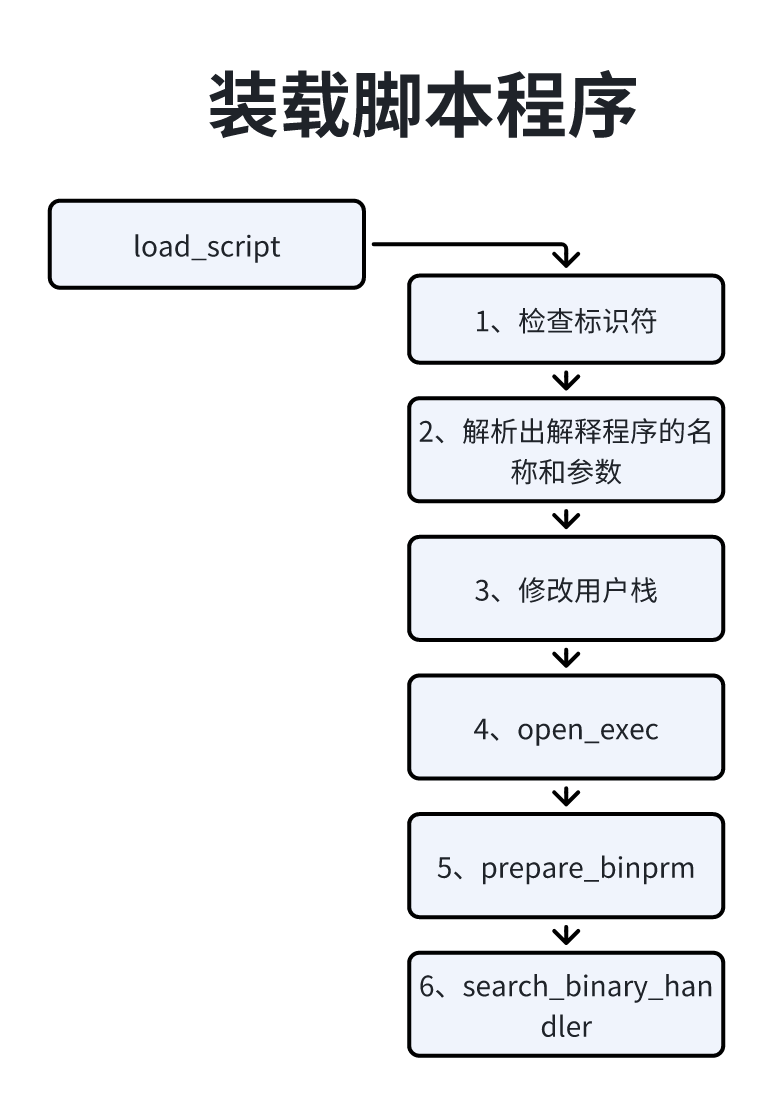 装载脚本程序
load_script
1、检查标识符
2、解析出解释程序的名
称和参数
3、修改用户栈
4、open_exec
5、prepare_binprm
6、search_binary_han
dler